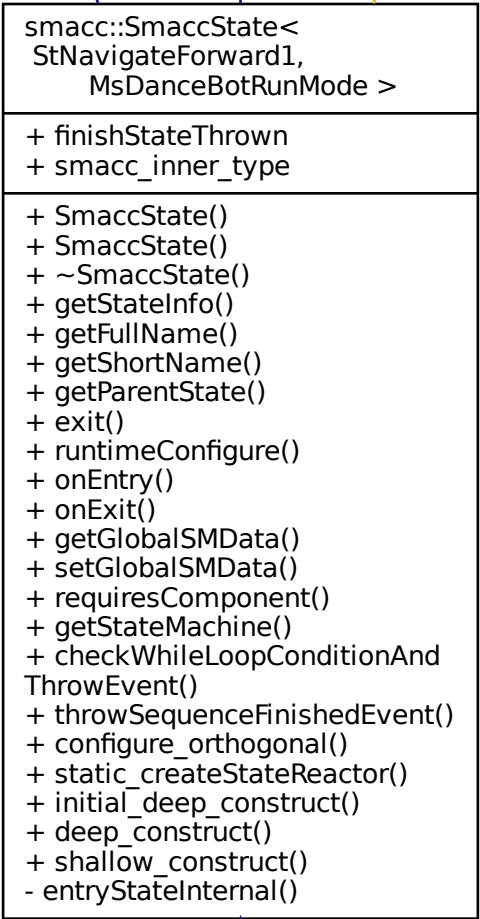 smacc::SmaccState<
StNavigateForward1,
MsDanceBotRunMode >
+ finishStateThrown
+ smacc_inner_type
+ SmaccState()
+ SmaccState()
+ ~SmaccState()
+ getStateInfo()
+ getFullName()
+ getShortName()
+ getParentState()
+ exit()
+ runtimeConfigure()
+ onEntry()
+ onExit()
+ getGlobalSMData()
+ setGlobalSMData()
+ requiresComponent()
+ getStateMachine()
+ checkWhileLoopConditionAnd
ThrowEvent()
+ throwSequenceFinishedEvent()
+ configure_orthogonal()
+ static_createStateReactor()
+ initial_deep_construct()
+ deep_construct()
+ shallow_construct()
- entryStateInternal()